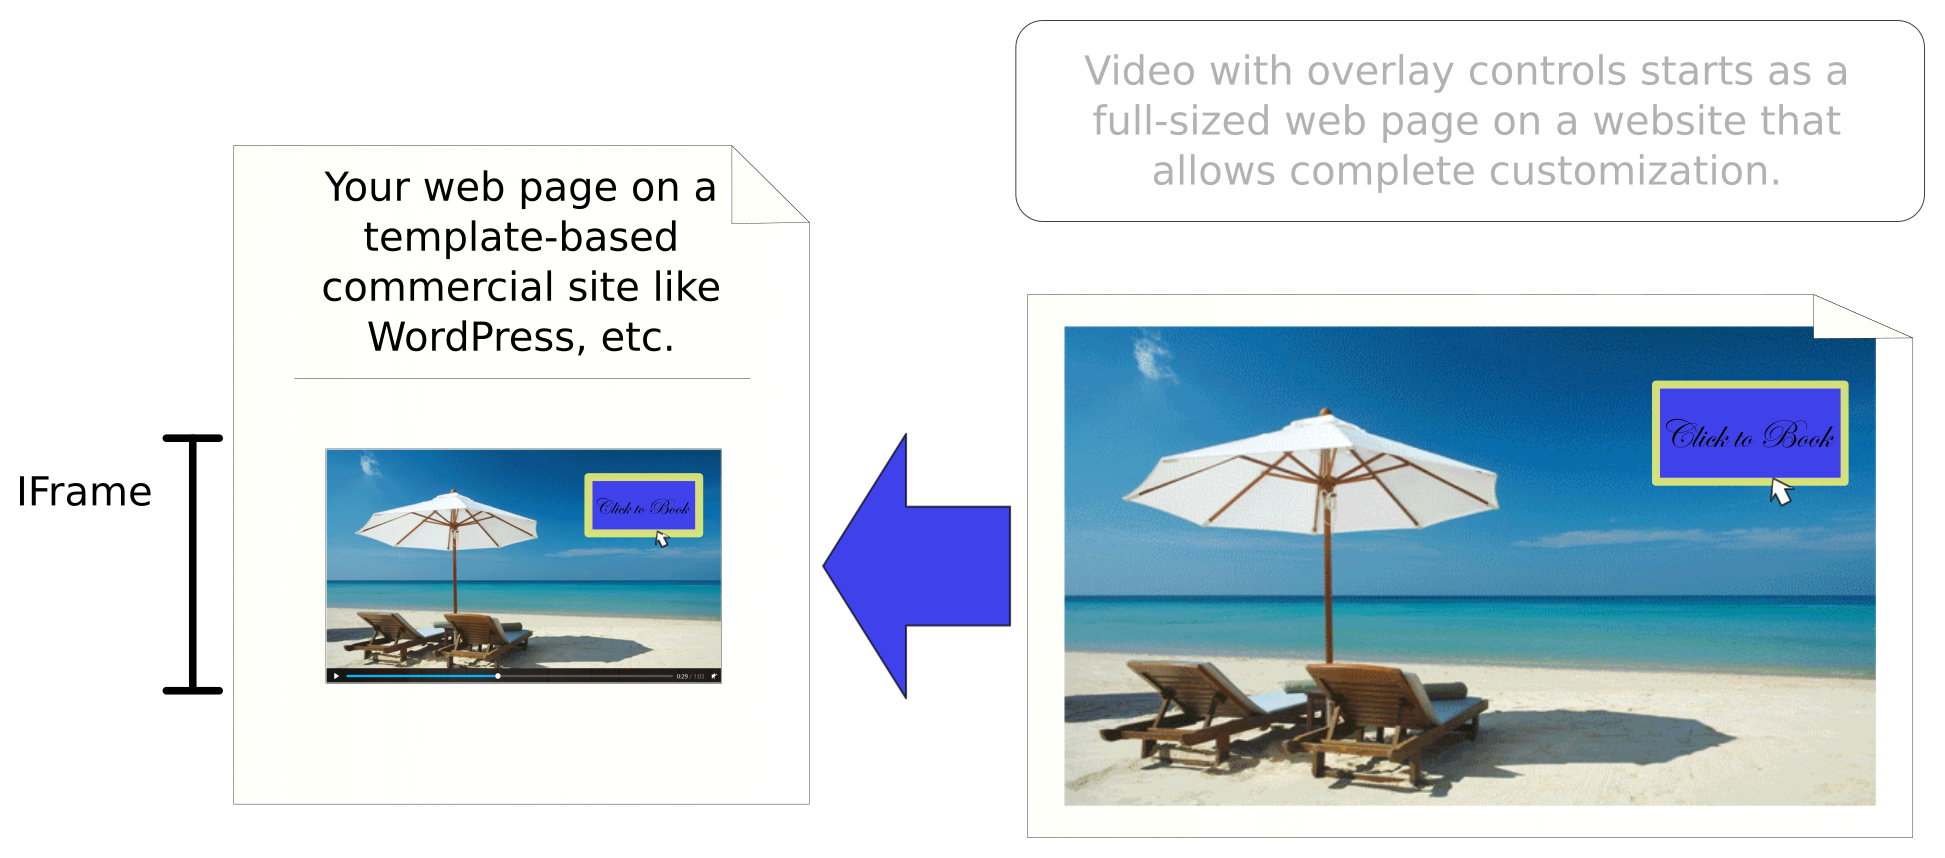 Video with overlay controls starts as a
full-sized web page on a website that
allows complete customization.
Your web page on a
template-based
commercial site like
WordPress, etc.
IFrame
Click to Book
0:29 / 1:03
Click to Book